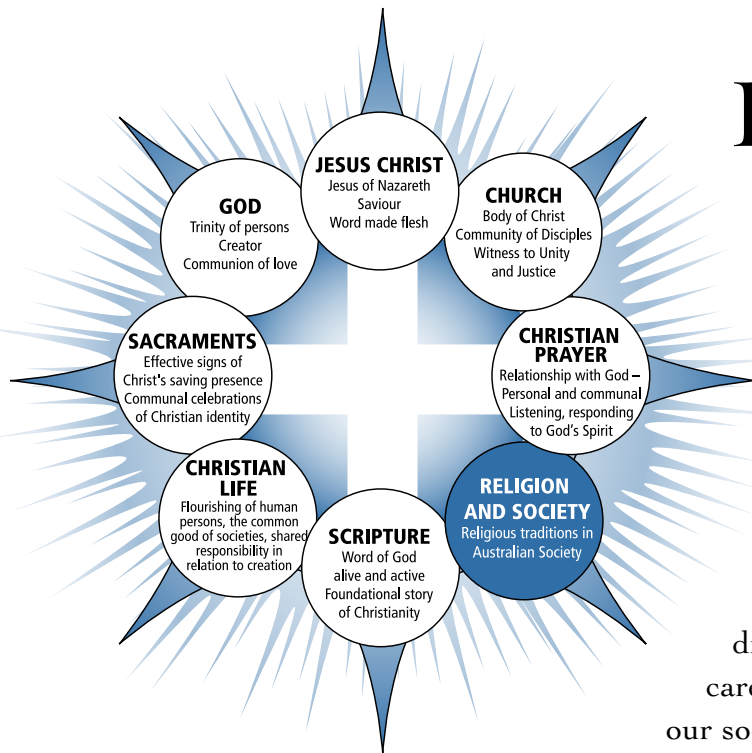 JESUS CHRIST
Jesus of Nazareth
Saviour
Word made flesh
CHURCH
Body of Christ
Community of Disciples
Witness to Unity
and Justice
CHRISTIAN
PRAYER
Relationship with God –
Personal and communal
Listening, responding
to God's Spirit
RELIGION
AND SOCIETY
Religious traditions in
Australian Society
SCRIPTURE
Word of God
alive and active
Foundational story
of Christianity
CHRISTIAN
LIFE
Flourishing of human
persons, the common
good of societies, shared
responsibility in
relation to creation
SACRAMENTS
Effective signs of
Christ's saving presence
Communal celebrations
of Christian identity
GOD
Trinity of persons
Creator
Communion of love
our